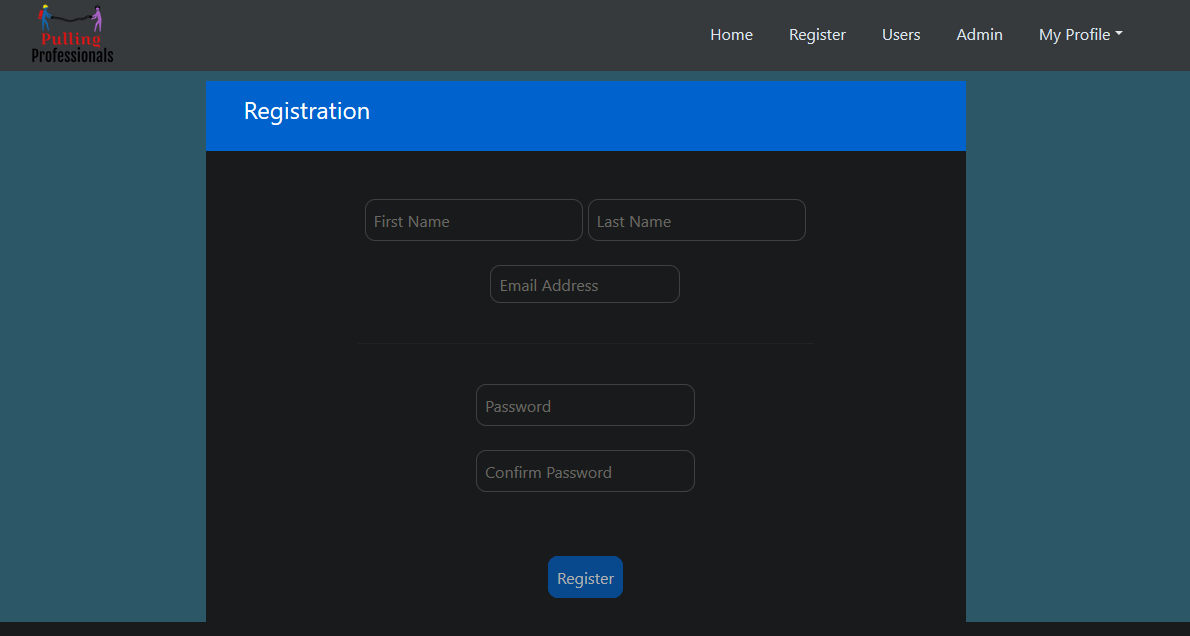 Pulling
Professionals
Home Register Users Admin My Profile
Registration
First Name Last Name
Email Address
Password
Confirm Password
Register